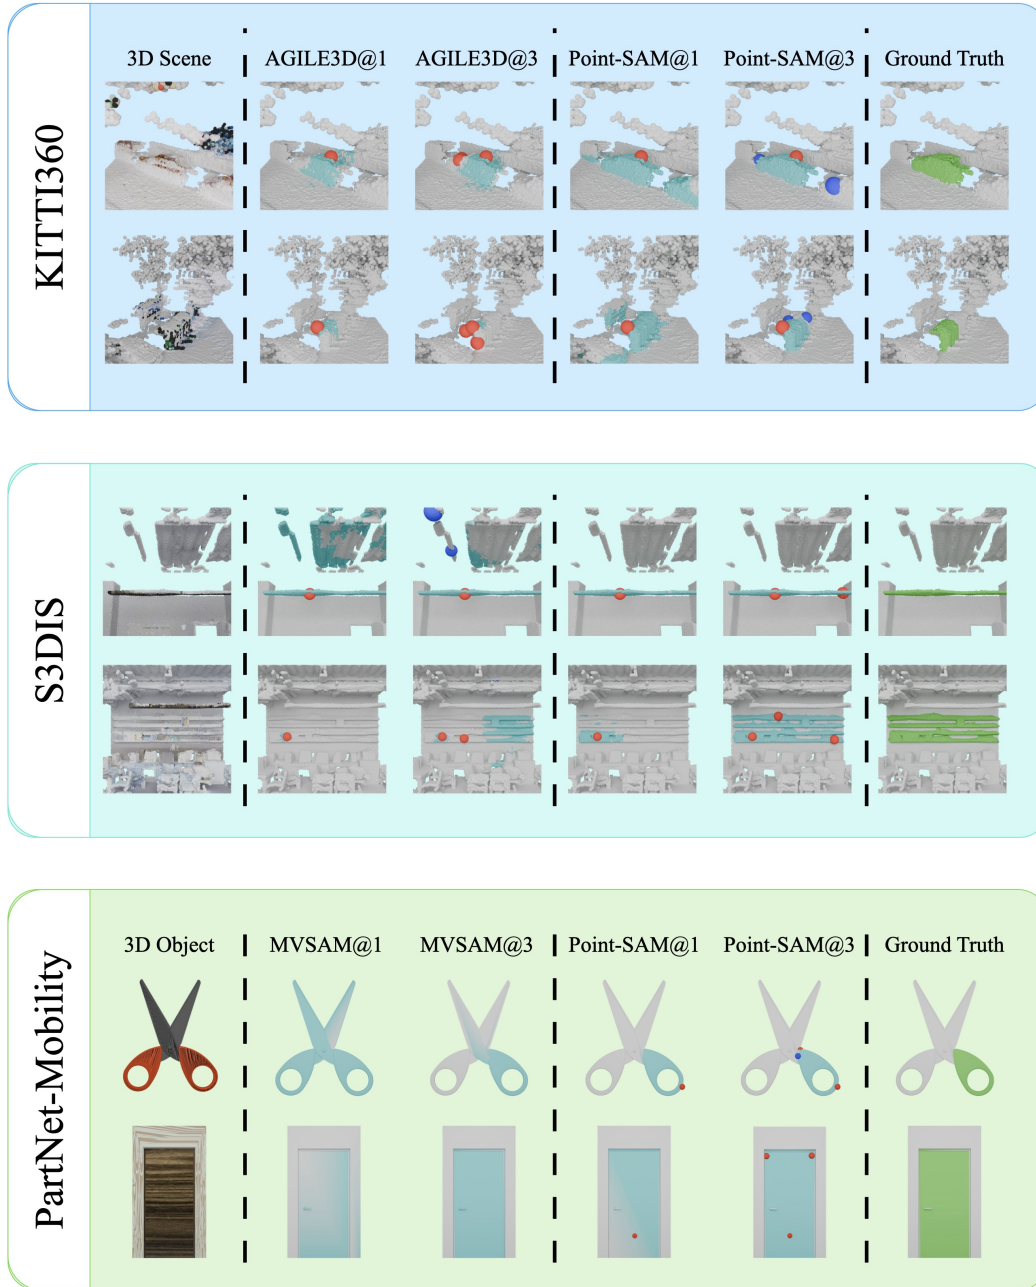 KITTI360
3D Scene
AGILE3D@1
AGILE3D@3
Point-SAM@1
Point-SAM@3
Ground Truth
S3DIS
PartNet-Mobility
3D Object
MVSAM@1
MVSAM@3
Point-SAM@1
Point-SAM@3
Ground Truth